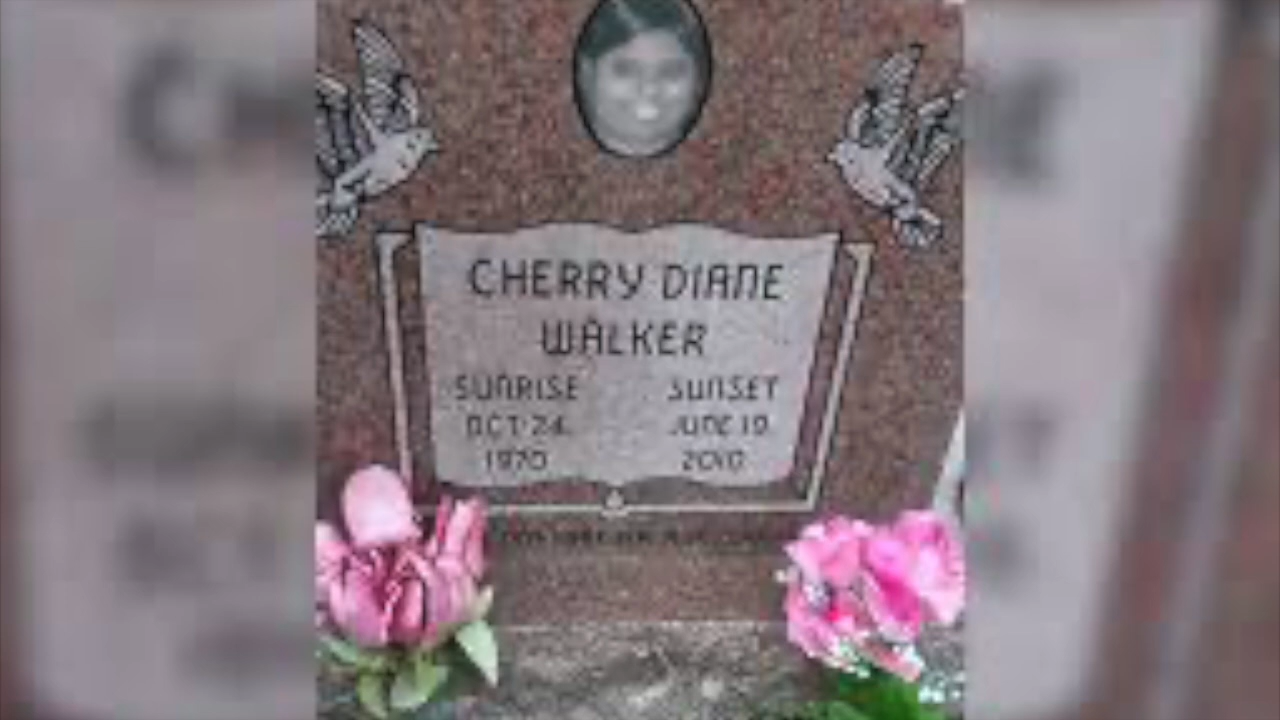 CHERRY DIANE
WALKER
SUNRISE SUNSET
OCT 24 JUNE 19
1970 2010